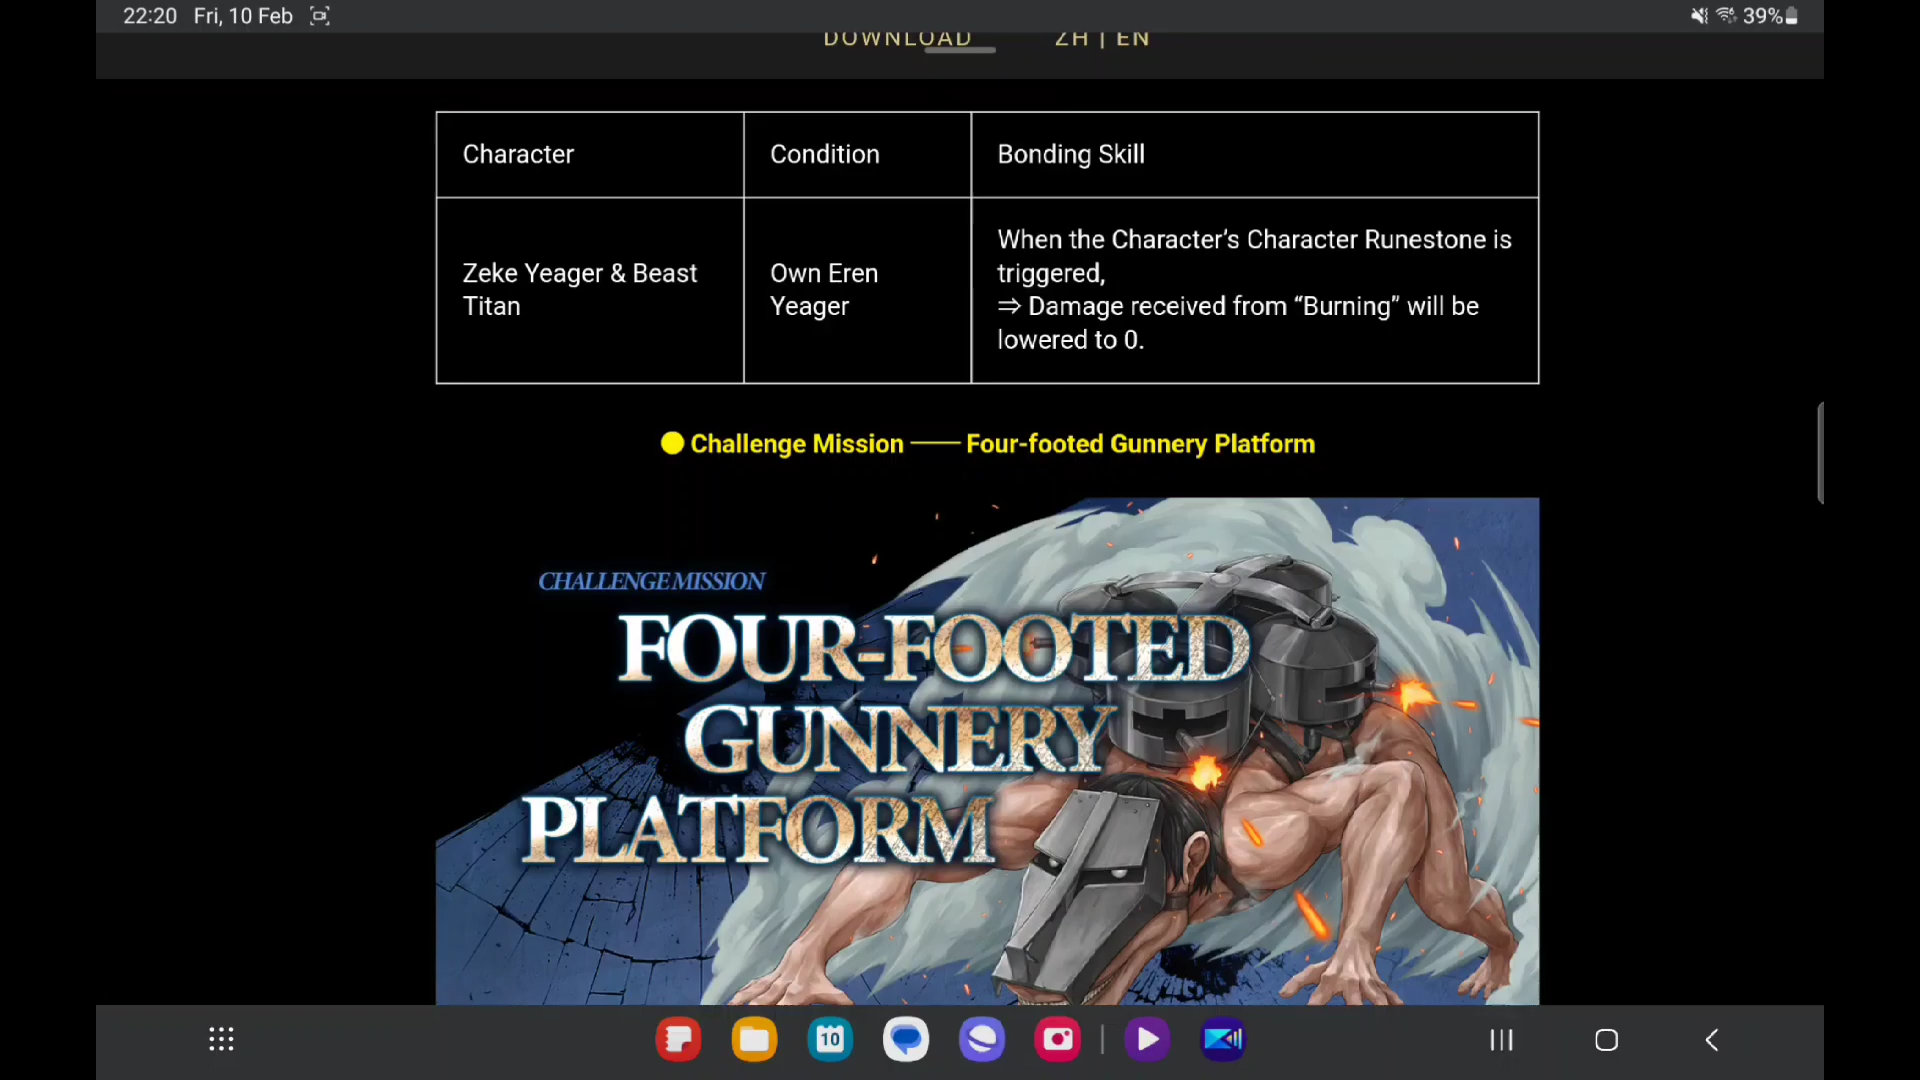 22:20 Fri, 10 Feb
39%
DOWNLOAD ZH | EN
Character Condition Bonding Skill
Zeke Yeager & Beast
Titan
Own Eren
Yeager
When the Character’s Character Runestone is
triggered,
⇒ Damage received from “Burning” will be
lowered to 0.
Challenge Mission —— Four-footed Gunnery Platform
CHALLENGE MISSION
FOUR-FOOTED
GUNNERY
PLATFORM
10